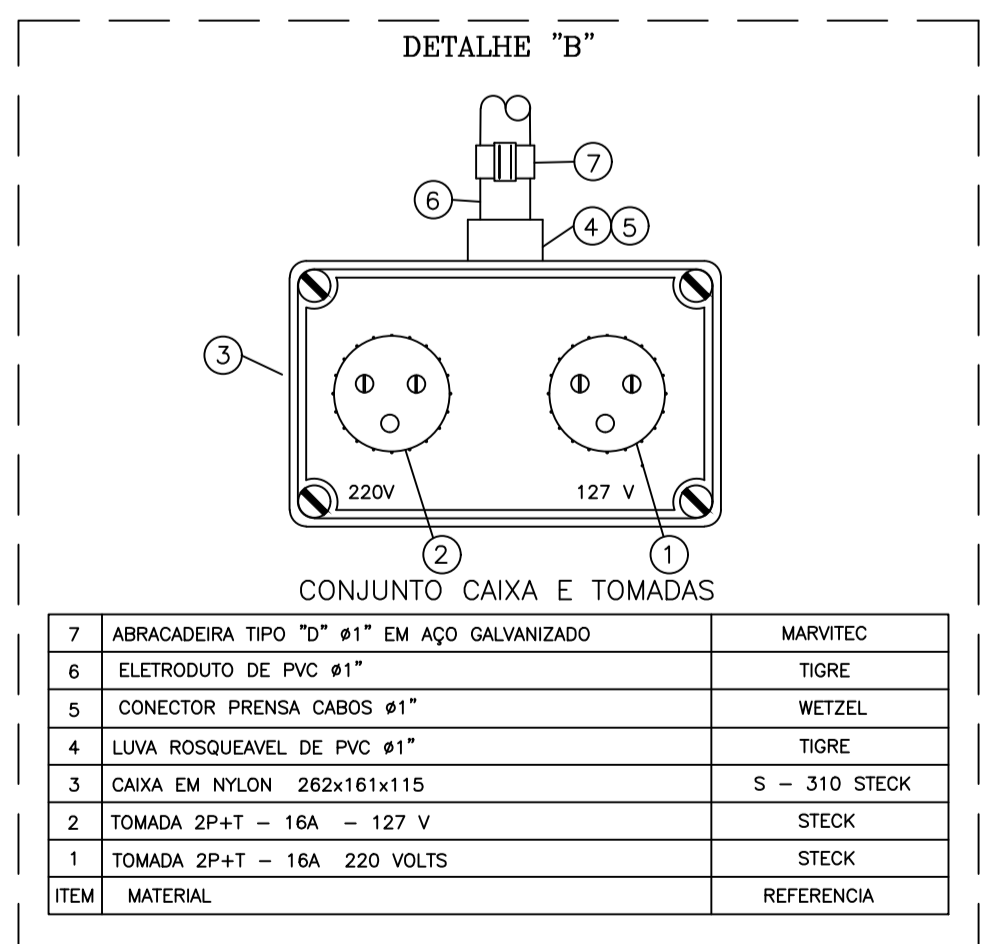 DETALHE "B"
7
6
4 5
3
220V 127 V
2 1
CONJUNTO CAIXA E TOMADAS
7 ABRACADEIRA TIPO "D" ø1" EM AÇO GALVANIZADO MARVITEC
6 ELETRODUTO DE PVC ø1" TIGRE
5 CONECTOR PRENSA CABOS ø1" WETZEL
4 LUVA ROSQUEAVEL DE PVC ø1" TIGRE
3 CAIXA EM NYLON 262x161x115 S - 310 STECK
2 TOMADA 2P+T - 16A - 127 V STECK
1 TOMADA 2P+T - 16A 220 VOLTS STECK
ITEM MATERIAL REFERENCIA